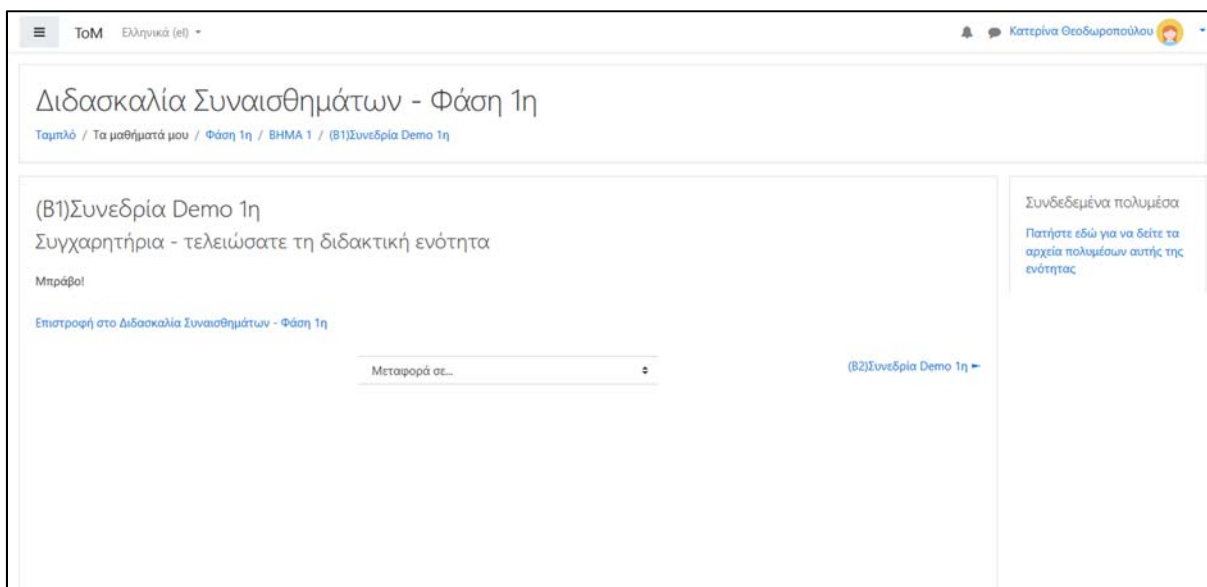 ToM Ελληνικά (el)
Κατερίνα Θεοδωροπούλου
Διδασκαλία Συναισθημάτων - Φάση 1η
Ταμπλό / Τα μαθήματά μου / Φάση 1η / ΒΗΜΑ 1 / (Β1)Συνεδρία Demo 1η
(Β1)Συνεδρία Demo 1η
Συγχαρητήρια - τελειώσατε τη διδακτική ενότητα
Μπράβο!
Επιστροφή στο Διδασκαλία Συναισθημάτων - Φάση 1η
Μεταφορά σε...
(Β2)Συνεδρία Demo 1η ►
Συνδεδεμένα πολυμέσα
Πατήστε εδώ για να δείτε τα
αρχεία πολυμέσων αυτής της
ενότητας